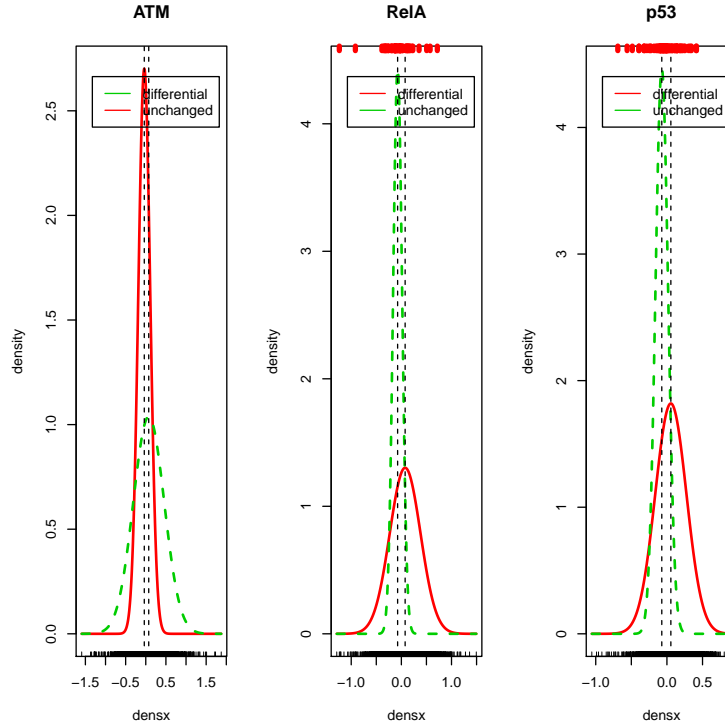 ATM
differential
unchanged
density
0.0
0.5
1.0
1.5
2.0
2.5
−1.5
−0.5
0.5
1.5
densx
RelA
differential
unchanged
density
0
1
2
3
4
−1.0
0.0
1.0
densx
p53
differential
unchanged
density
0
1
2
3
4
−1.0
0.0
0.5
densx